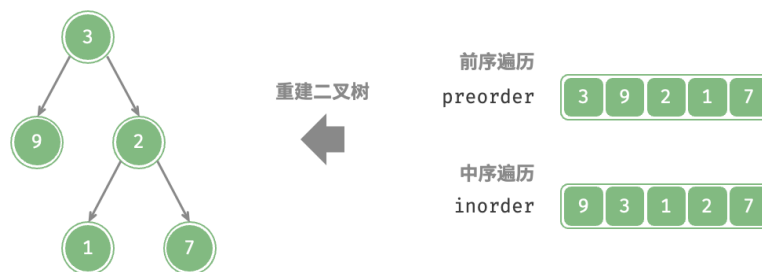 3
9
2
1
7
重建二叉树
前序遍历
preorder
3 9 2 1 7
中序遍历
inorder
9 3 1 2 7